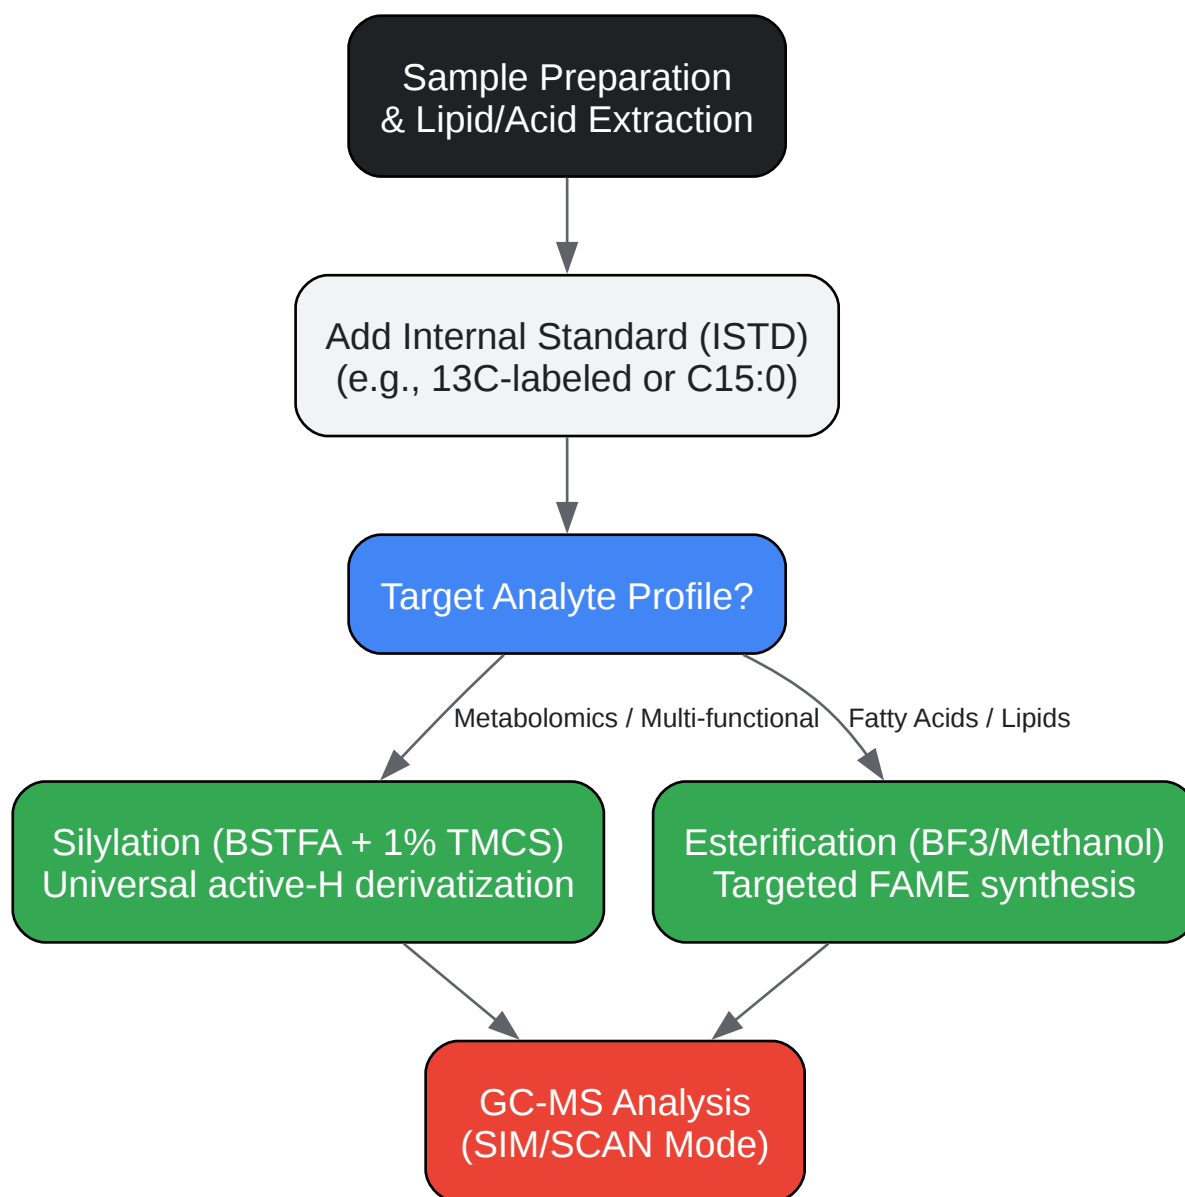 Sample Preparation
& Lipid/Acid Extraction
Add Internal Standard (ISTD)
(e.g., 13C-labeled or C15:0)
Target Analyte Profile?
Metabolomics / Multi-functional
Fatty Acids / Lipids
Silylation (BSTFA + 1% TMCS)
Universal active-H derivatization
Esterification (BF3/Methanol)
Targeted FAME synthesis
GC-MS Analysis
(SIM/SCAN Mode)